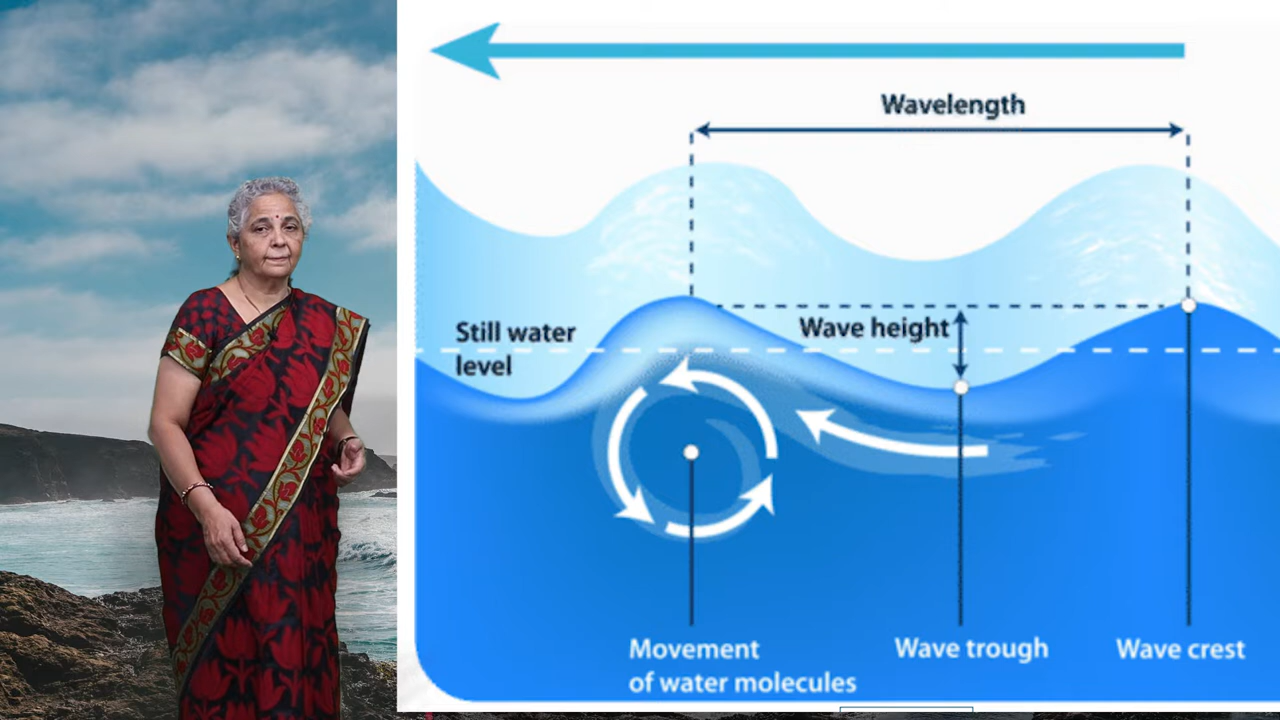 Wavelength
Still water
level
Wave height
Movement
of water molecules
Wave trough
Wave crest